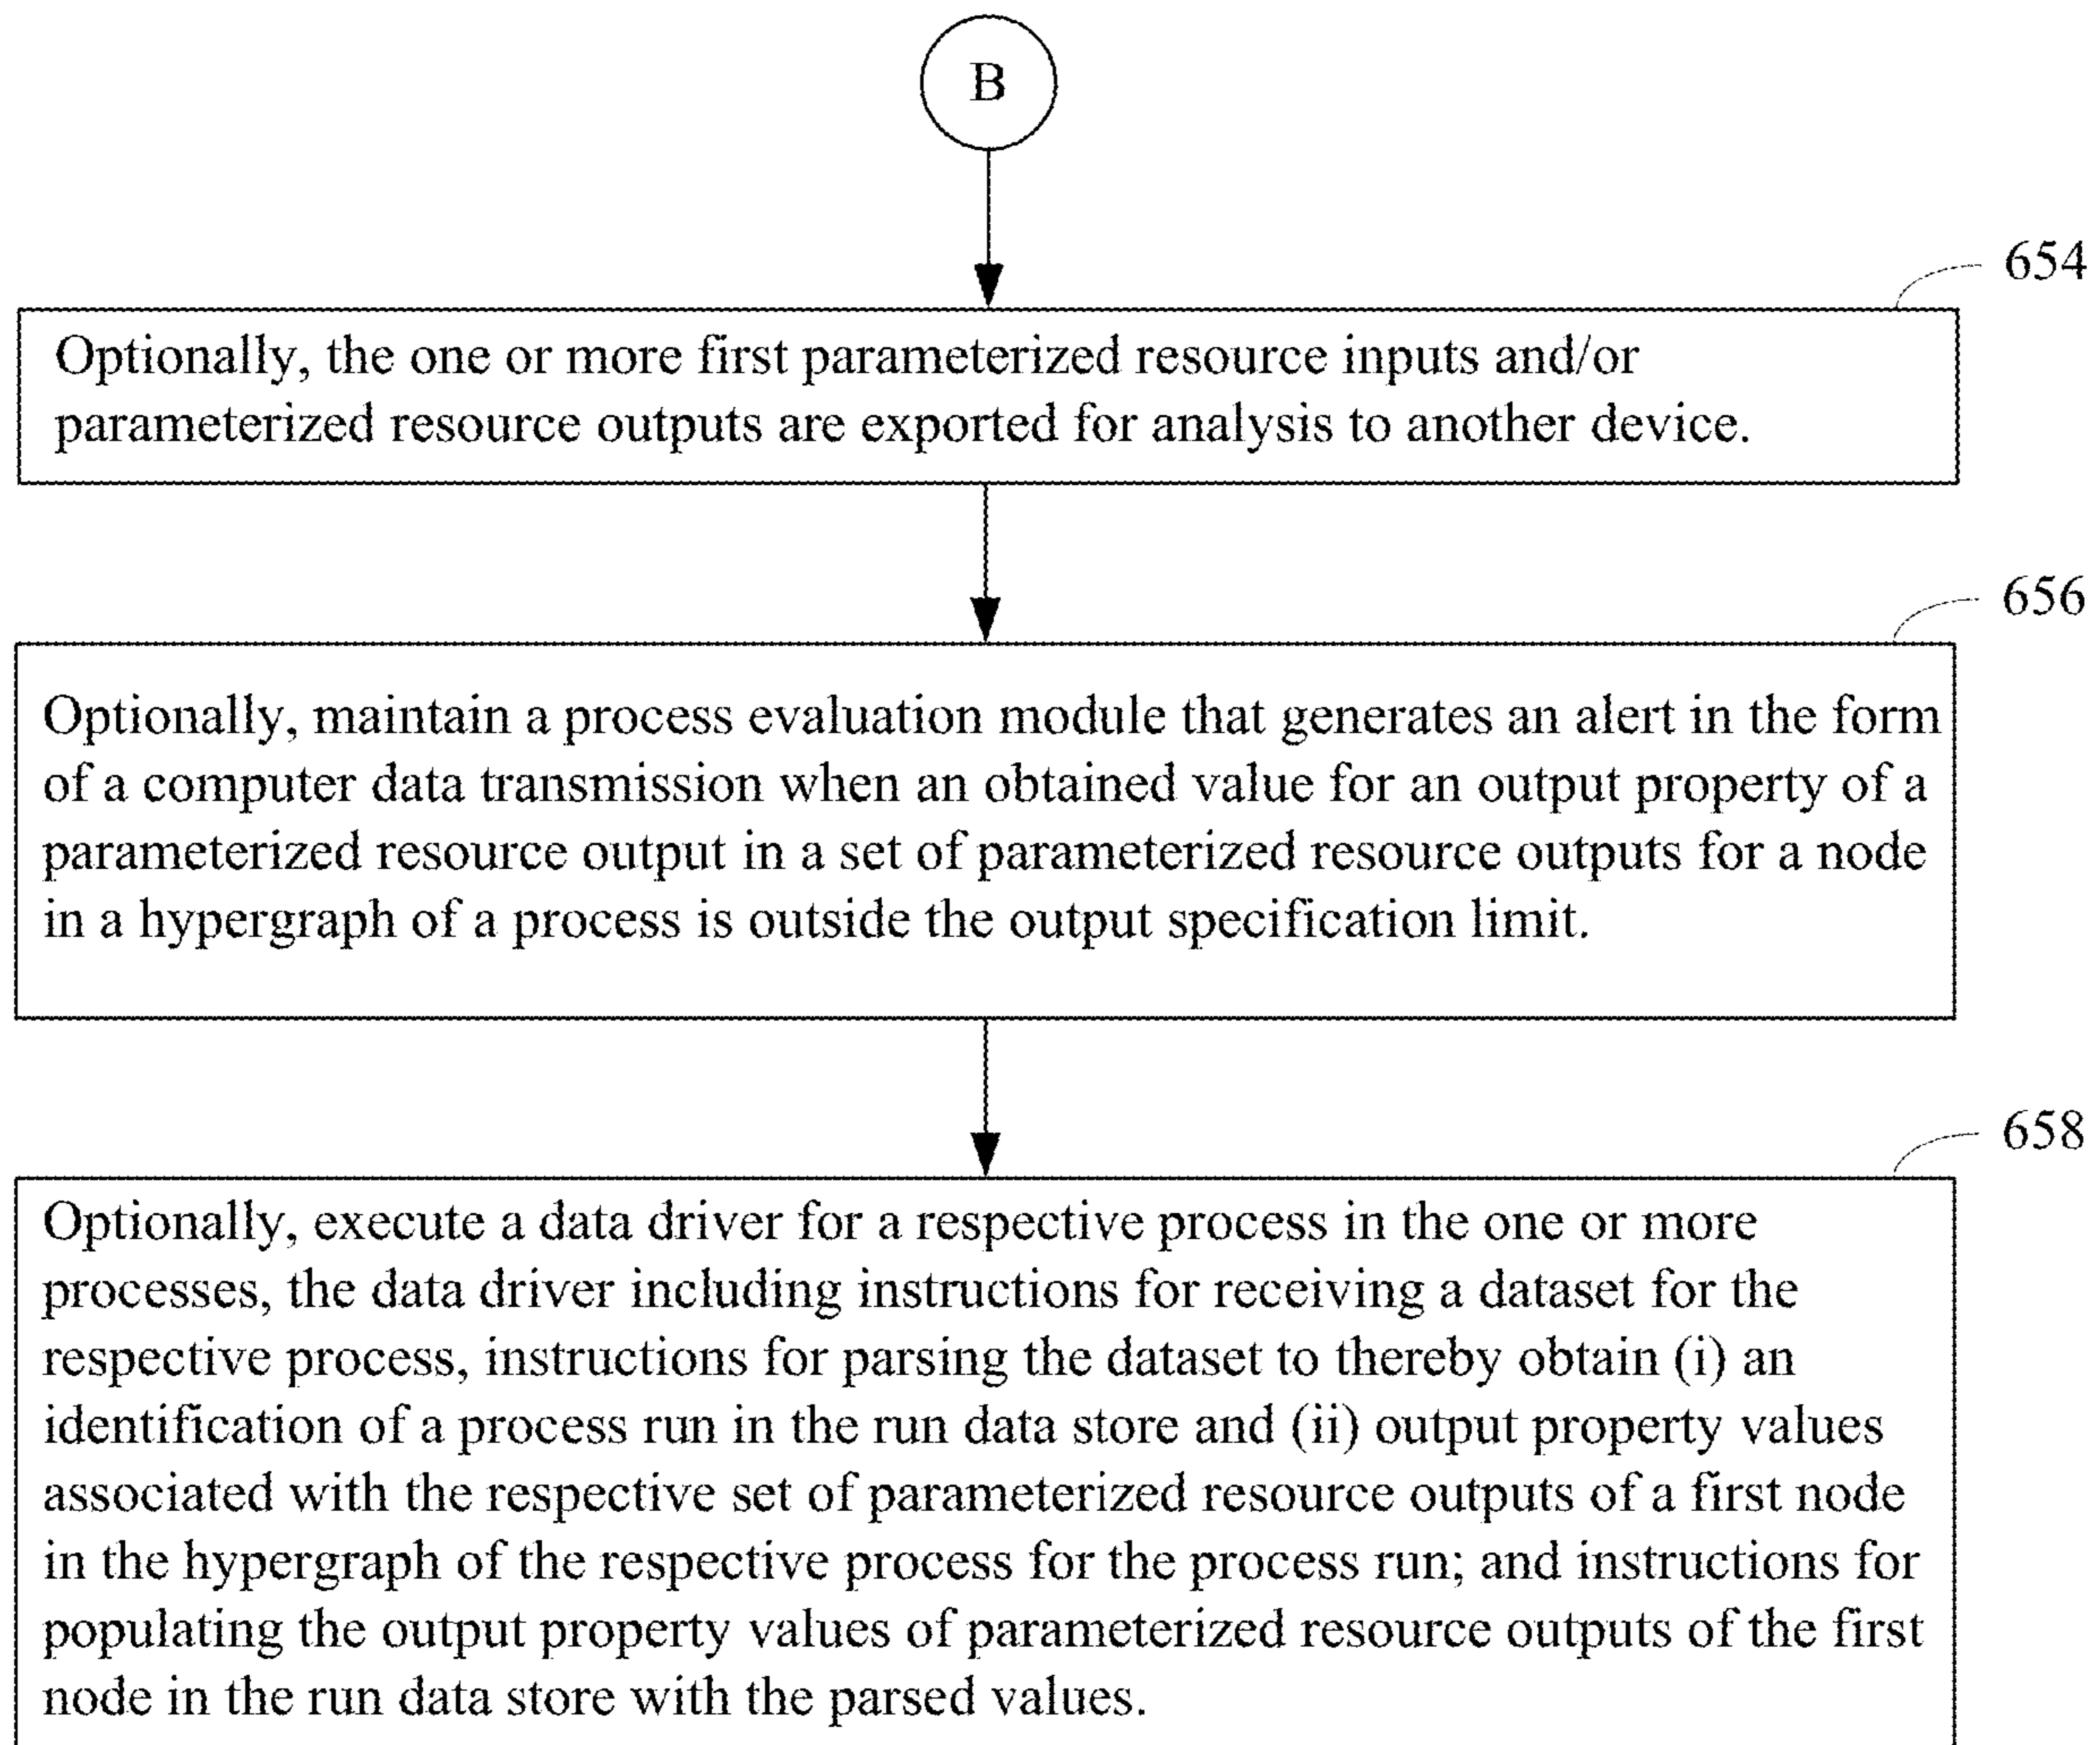 B
654
Optionally, the one or more first parameterized resource inputs and/or
parameterized resource outputs are exported for analysis to another device.
656
Optionally, maintain a process evaluation module that generates an alert in the form
of a computer data transmission when an obtained value for an output property of a
parameterized resource output in a set of parameterized resource outputs for a node
in a hypergraph of a process is outside the output specification limit.
658
Optionally, execute a data driver for a respective process in the one or more
processes, the data driver including instructions for receiving a dataset for the
respective process, instructions for parsing the dataset to thereby obtain (i) an
identification of a process run in the run data store and (ii) output property values
associated with the respective set of parameterized resource outputs of a first node
in the hypergraph of the respective process for the process run; and instructions for
populating the output property values of parameterized resource outputs of the first
node in the run data store with the parsed values.